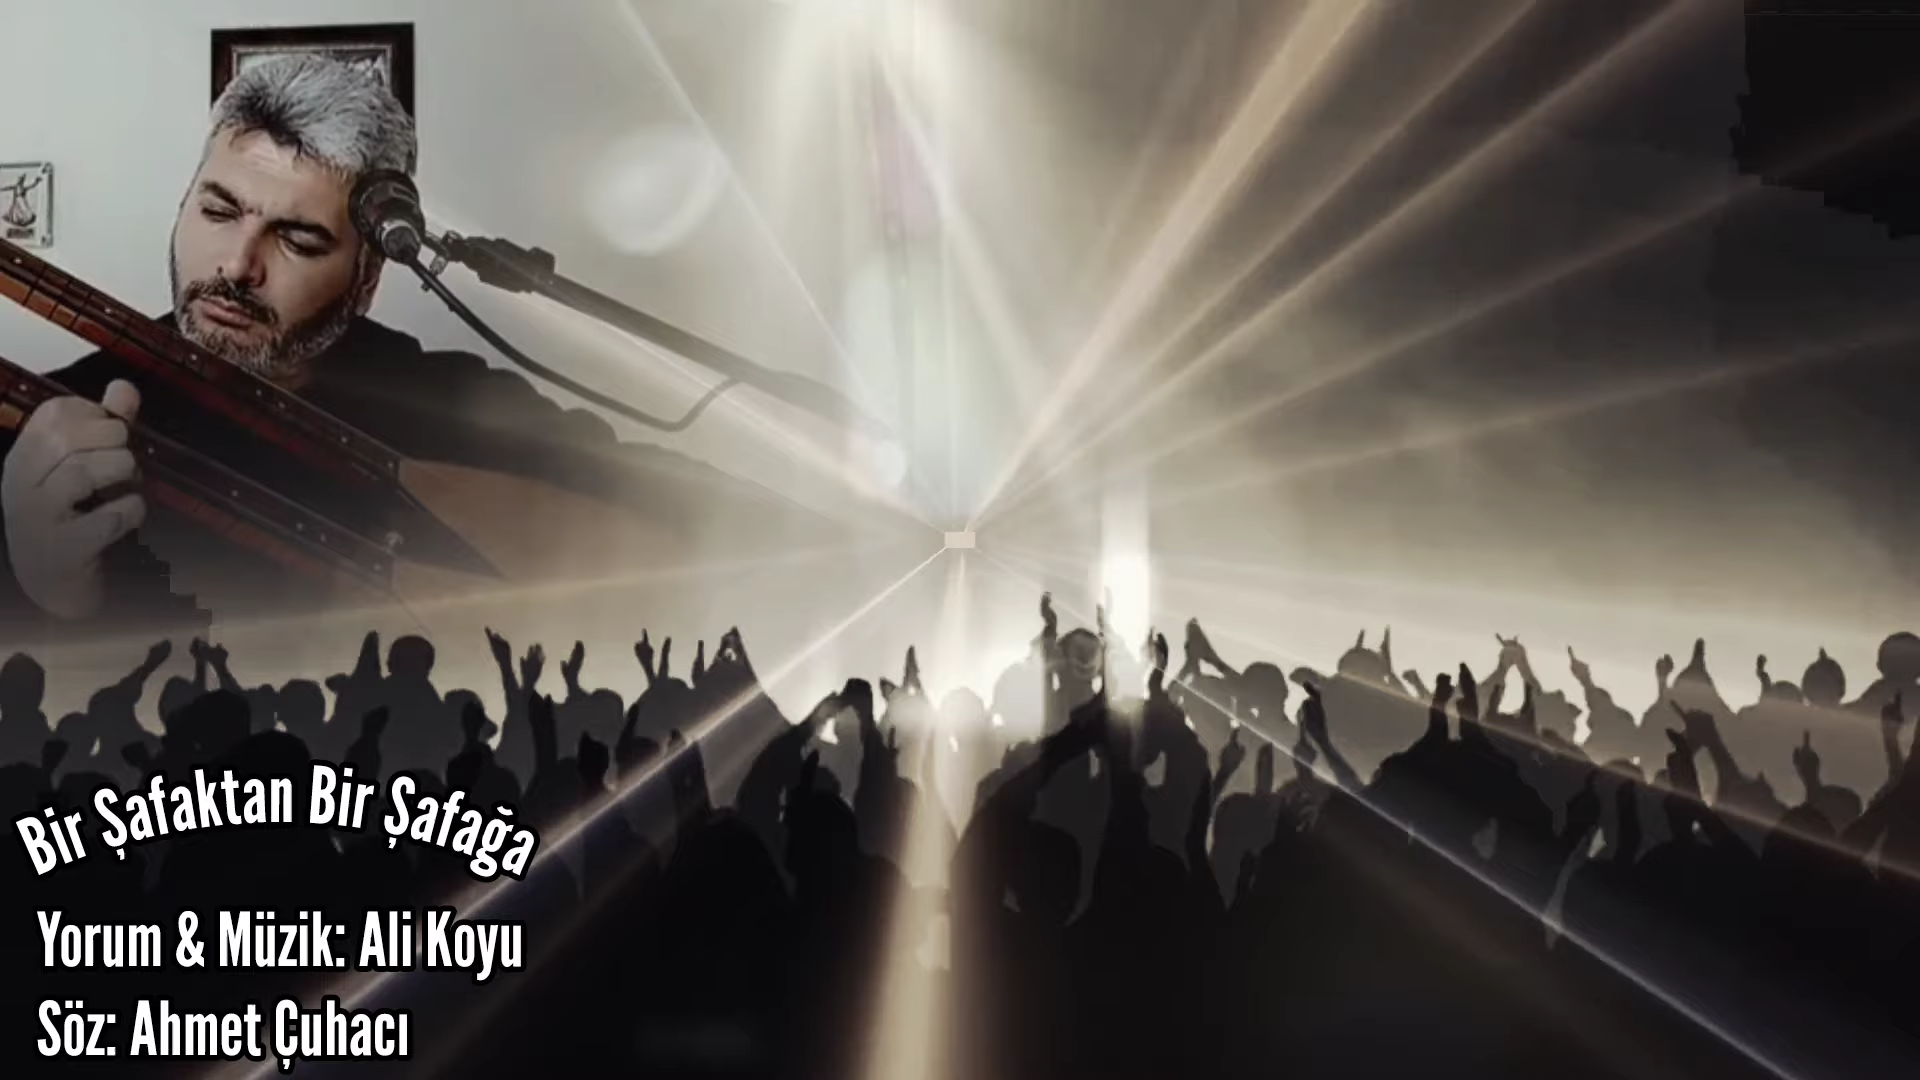 Bir Şafaktan Bir Şafağa
Yorum & Müzik: Ali Koyu
Söz: Ahmet Çuhacı